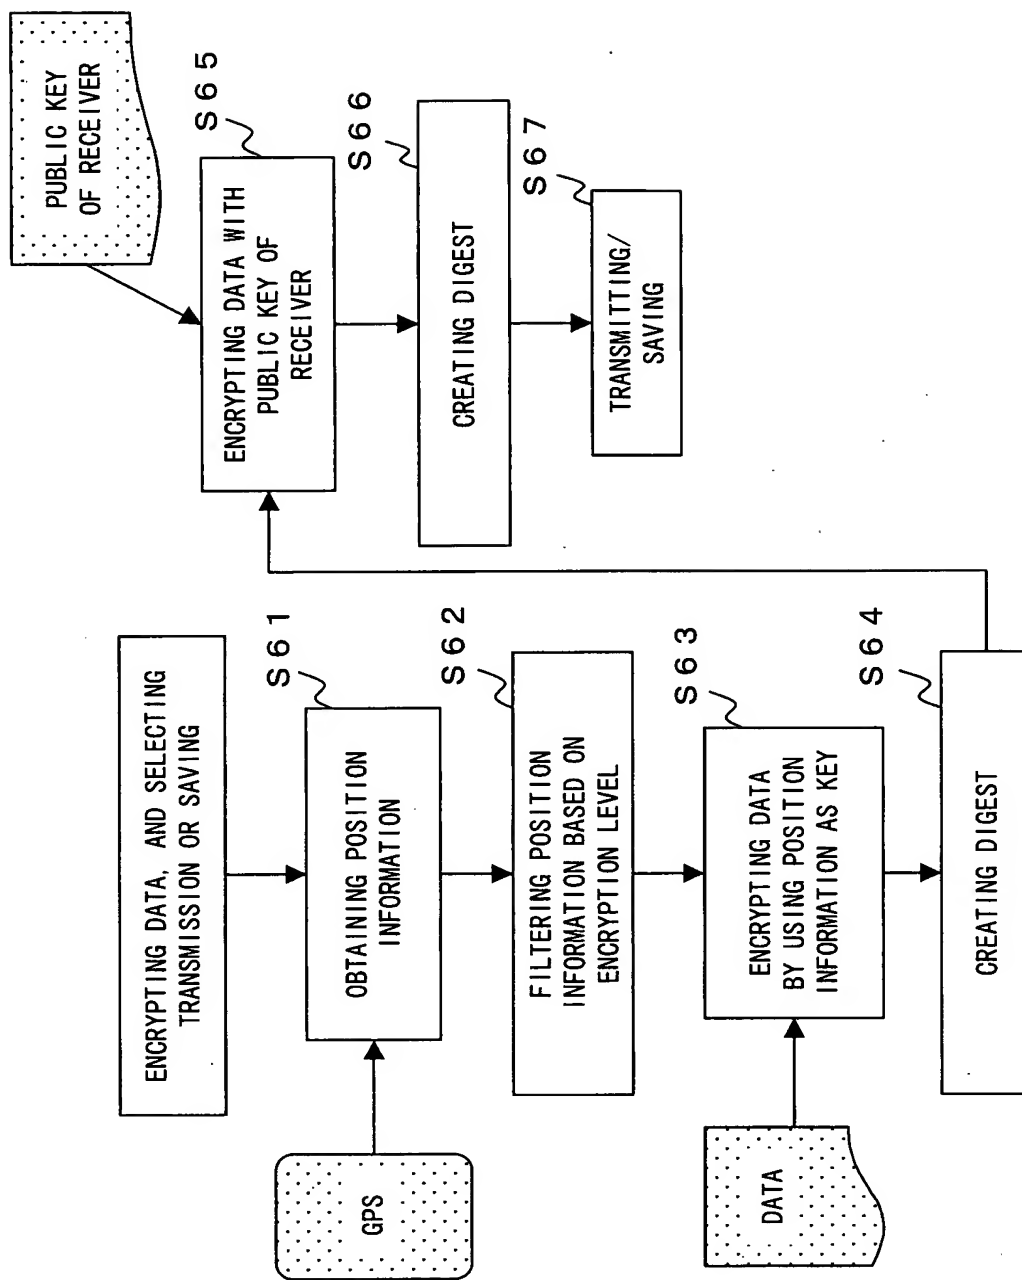 ENCRYPTING DATA, AND SELECTING
TRANSMISSION OR SAVING
GPS
OBTAINING POSITION
INFORMATION
S61
FILTERING POSITION
INFORMATION BASED ON
ENCRYPTION LEVEL
S62
DATA
ENCRYPTING DATA
BY USING POSITION
INFORMATION AS KEY
S63
CREATING DIGEST
S64
PUBLIC KEY
OF RECEIVER
ENCRYPTING DATA WITH
PUBLIC KEY OF
RECEIVER
S65
CREATING DIGEST
S66
TRANSMITTING/
SAVING
S67